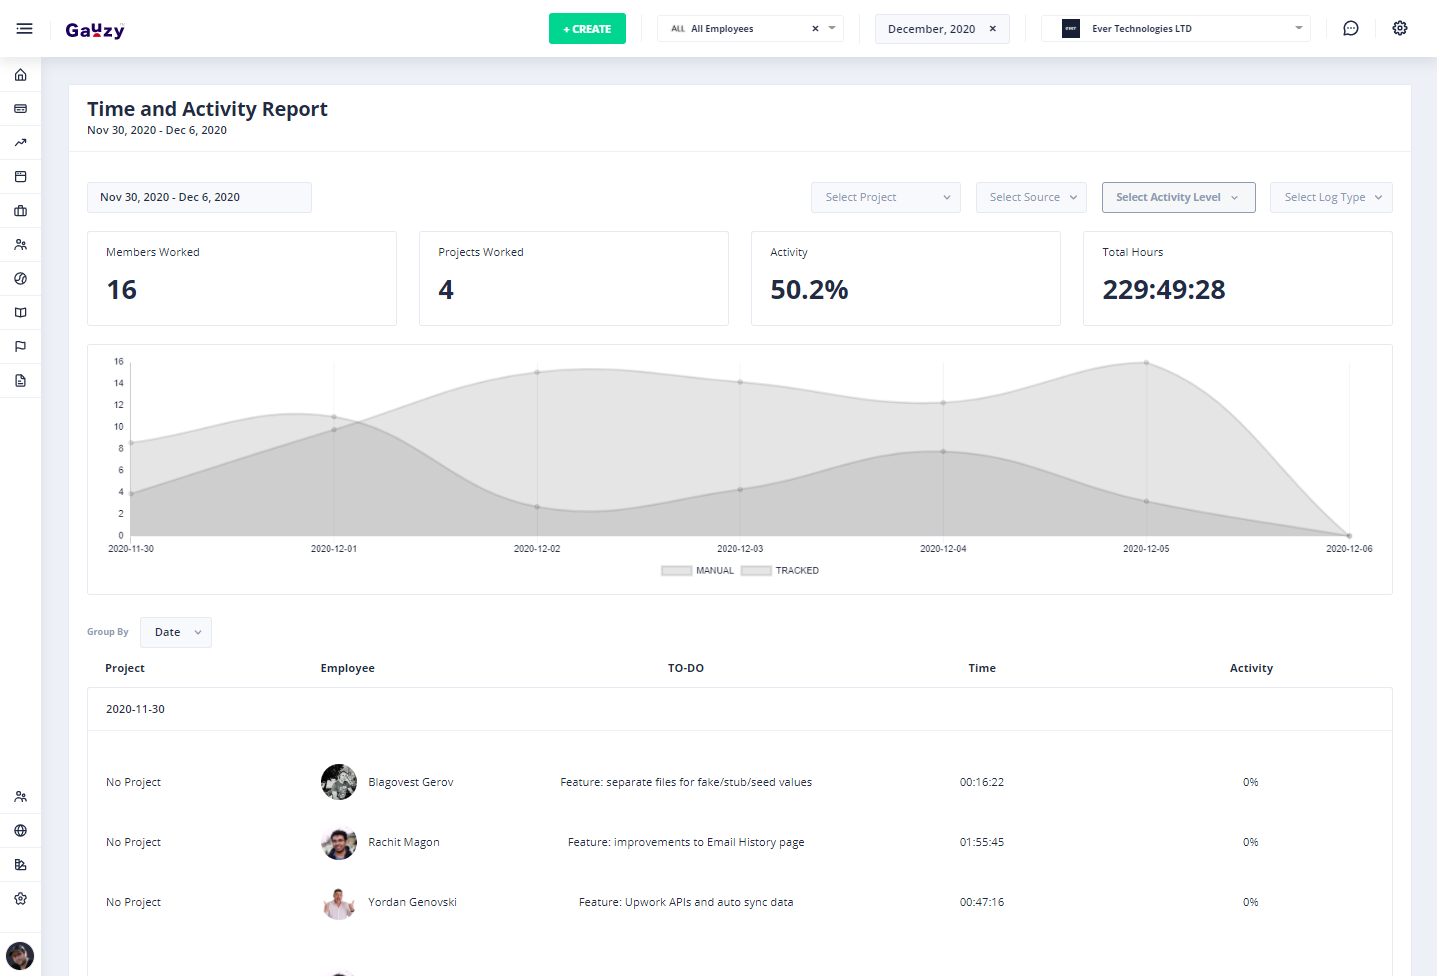 Gauzy
+ CREATE
ALL All Employees ×
December, 2020 ×
ever Ever Technologies LTD
Time and Activity Report
Nov 30, 2020 - Dec 6, 2020
Nov 30, 2020 - Dec 6, 2020
Select Project
Select Source
Select Activity Level
Select Log Type
Members Worked
16
Projects Worked
4
Activity
50.2%
Total Hours
229:49:28
16
14
12
10
8
6
4
2
0
2020-11-30 2020-12-01 2020-12-02 2020-12-03 2020-12-04 2020-12-05 2020-12-06
MANUAL TRACKED
Group By Date
Project Employee TO-DO Time Activity
2020-11-30
No Project Blagovest Gerov Feature: separate files for fake/stub/seed values 00:16:22 0%
No Project Rachit Magon Feature: improvements to Email History page 01:55:45 0%
No Project Yordan Genovski Feature: Upwork APIs and auto sync data 00:47:16 0%